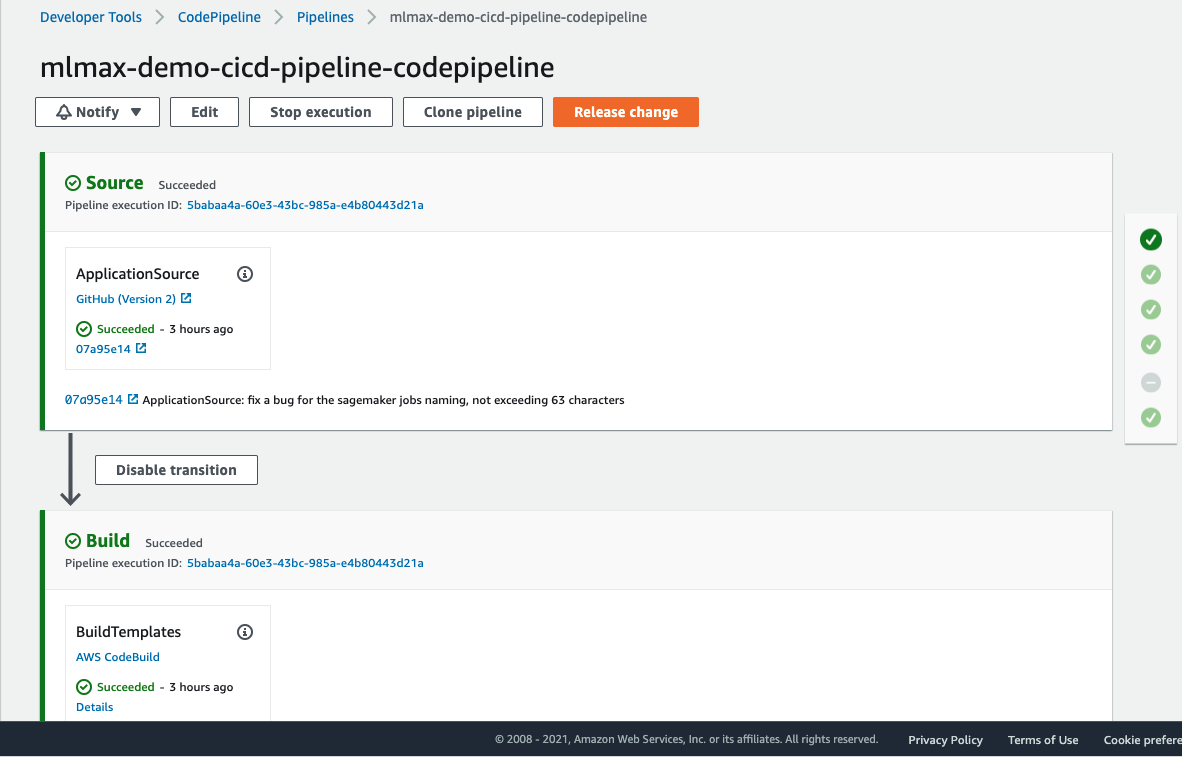 Developer Tools > CodePipeline > Pipelines > mlmax-demo-cicd-pipeline-codepipeline
mlmax-demo-cicd-pipeline-codepipeline
Notify ▼ Edit Stop execution Clone pipeline Release change
Source Succeeded
Pipeline execution ID: 5babaa4a-60e3-43bc-985a-e4b80443d21a
ApplicationSource
GitHub (Version 2)
Succeeded - 3 hours ago
07a95e14
07a95e14 ApplicationSource: fix a bug for the sagemaker jobs naming, not exceeding 63 characters
Disable transition
Build Succeeded
Pipeline execution ID: 5babaa4a-60e3-43bc-985a-e4b80443d21a
BuildTemplates
AWS CodeBuild
Succeeded - 3 hours ago
Details
© 2008 - 2021, Amazon Web Services, Inc. or its affiliates. All rights reserved. Privacy Policy Terms of Use Cookie prefere